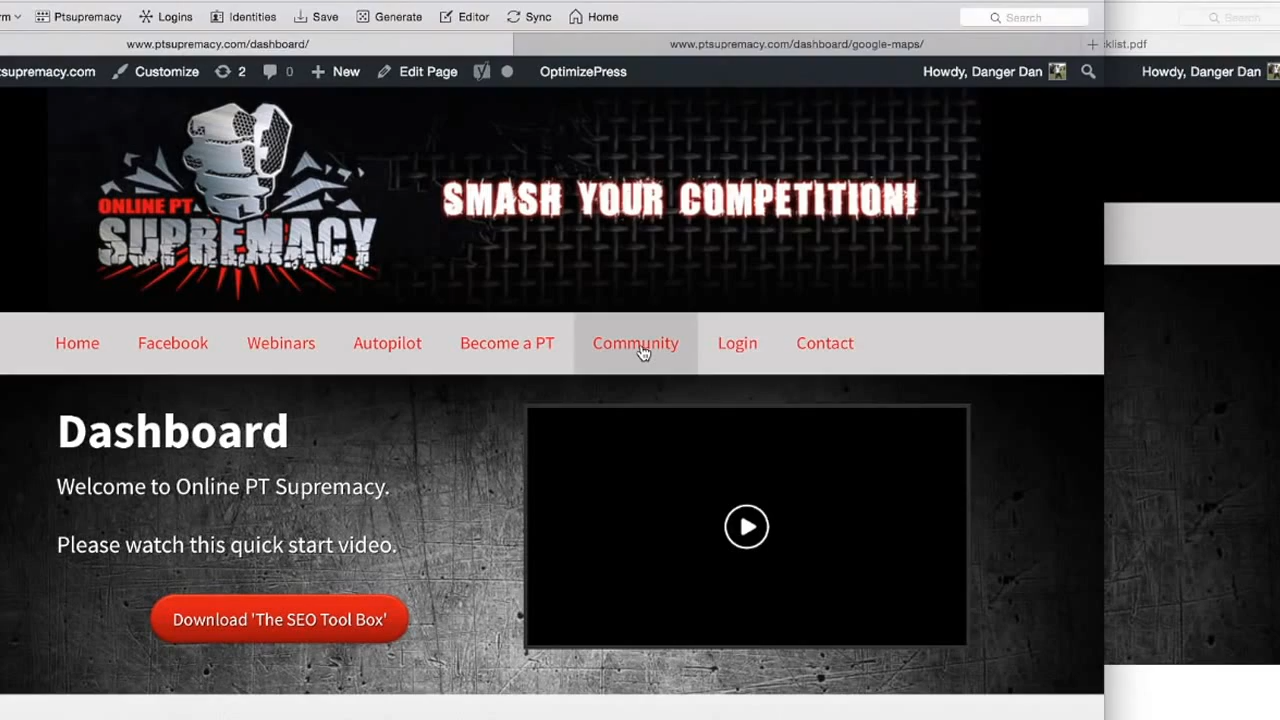 rm Ptsupremacy Logins Identities Save Generate Editor Sync Home Search Search
www.ptsupremacy.com/dashboard/ www.ptsupremacy.com/dashboard/google-maps/ klist.pdf
tsupremacy.com Customize 2 0 New Edit Page OptimizePress Howdy, Danger Dan Howdy, Danger Dan
ONLINE PT
SUPREMACY
SMASH YOUR COMPETITION!
Home Facebook Webinars Autopilot Become a PT Community Login Contact
Dashboard
Welcome to Online PT Supremacy.
Please watch this quick start video.
Download 'The SEO Tool Box'